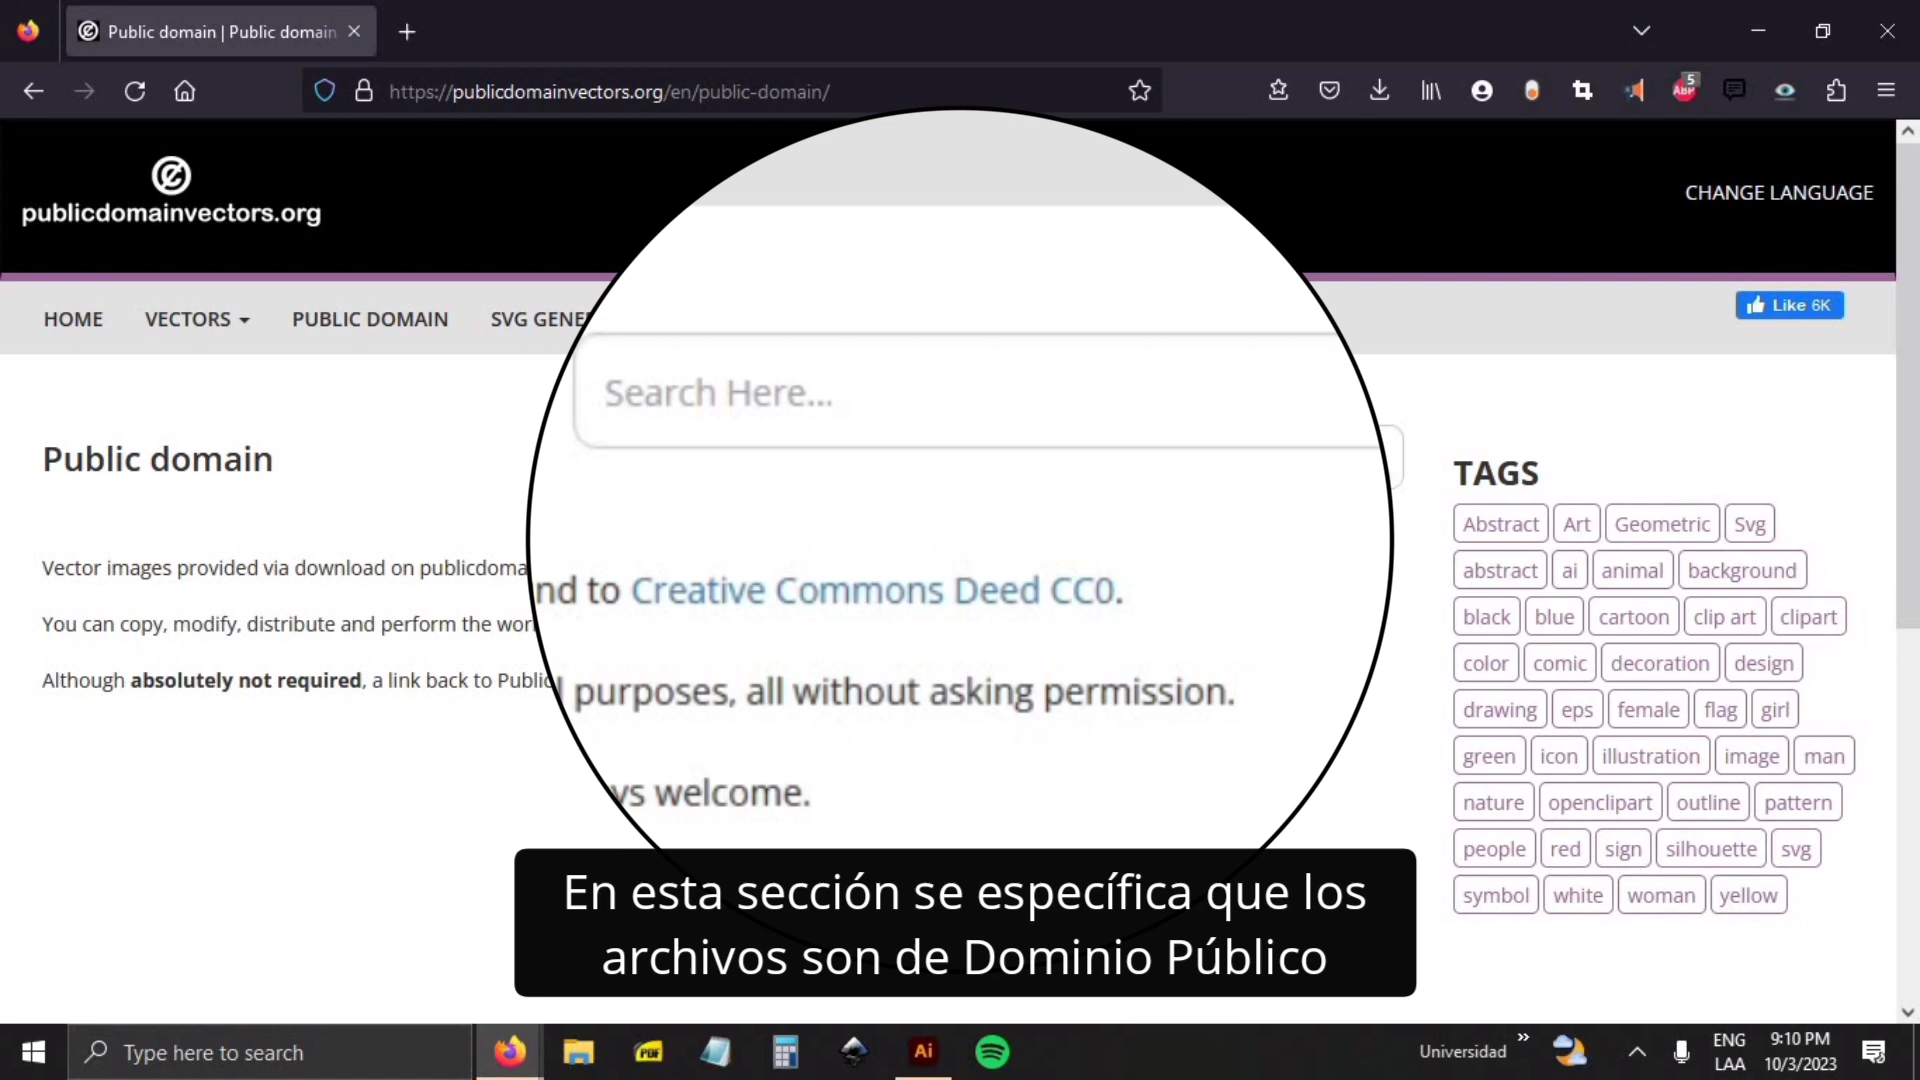 Public domain | Public domain
https://publicdomainvectors.org/en/public-domain/
5
ABP
publicdomainvectors.org
CHANGE LANGUAGE
HOME VECTORS PUBLIC DOMAIN SVG GENE
Like 6K
Search Here...
Public domain
TAGS
Abstract Art Geometric Svg
abstract ai animal background
black blue cartoon clip art clipart
color comic decoration design
drawing eps female flag girl
green icon illustration image man
nature openclipart outline pattern
people red sign silhouette svg
symbol white woman yellow
Vector images provided via download on publicdoma
nd to Creative Commons Deed CC0.
You can copy, modify, distribute and perform the wor
purposes, all without asking permission.
Although absolutely not required, a link back to Public
ys welcome.
En esta sección se específica que los
archivos son de Dominio Público
Type here to search
PDF
Ai
Universidad
ENG
LAA
9:10 PM
10/3/2023